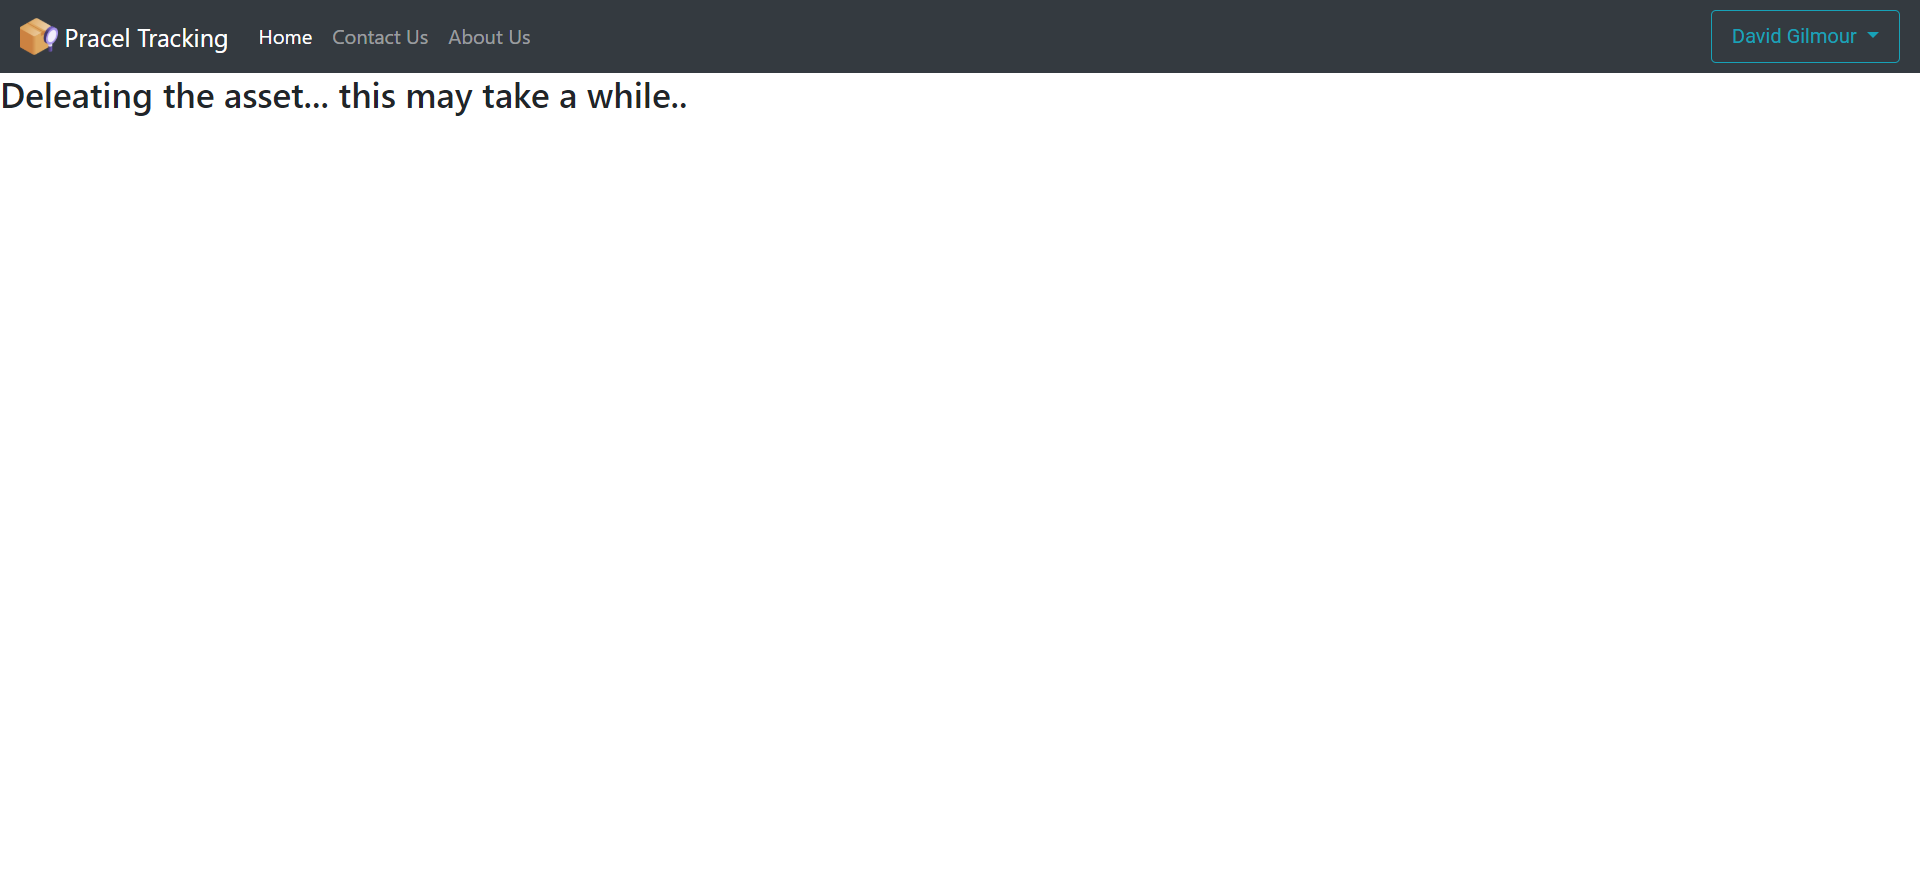 Pracel Tracking Home Contact Us About Us David Gilmour
Deleating the asset... this may take a while..